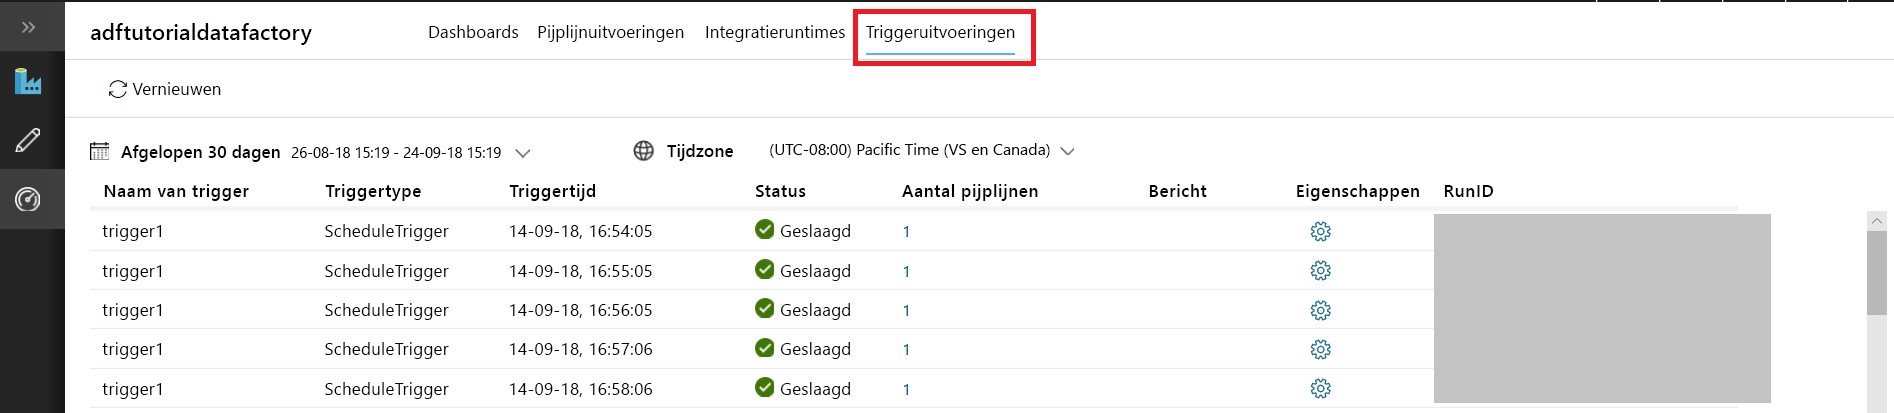 adftutorialdatafactory Dashboards Pijplijnuitvoeringen Integratieruntimes Triggeruitvoeringen
Vernieuwen
Afgelopen 30 dagen 26-08-18 15:19 - 24-09-18 15:19 Tijdzone (UTC-08:00) Pacific Time (VS en Canada)
Naam van trigger Triggertype Triggertijd Status Aantal pijplijnen Bericht Eigenschappen RunID
trigger1 ScheduleTrigger 14-09-18, 16:54:05 Geslaagd 1
trigger1 ScheduleTrigger 14-09-18, 16:55:05 Geslaagd 1
trigger1 ScheduleTrigger 14-09-18, 16:56:05 Geslaagd 1
trigger1 ScheduleTrigger 14-09-18, 16:57:06 Geslaagd 1
trigger1 ScheduleTrigger 14-09-18, 16:58:06 Geslaagd 1